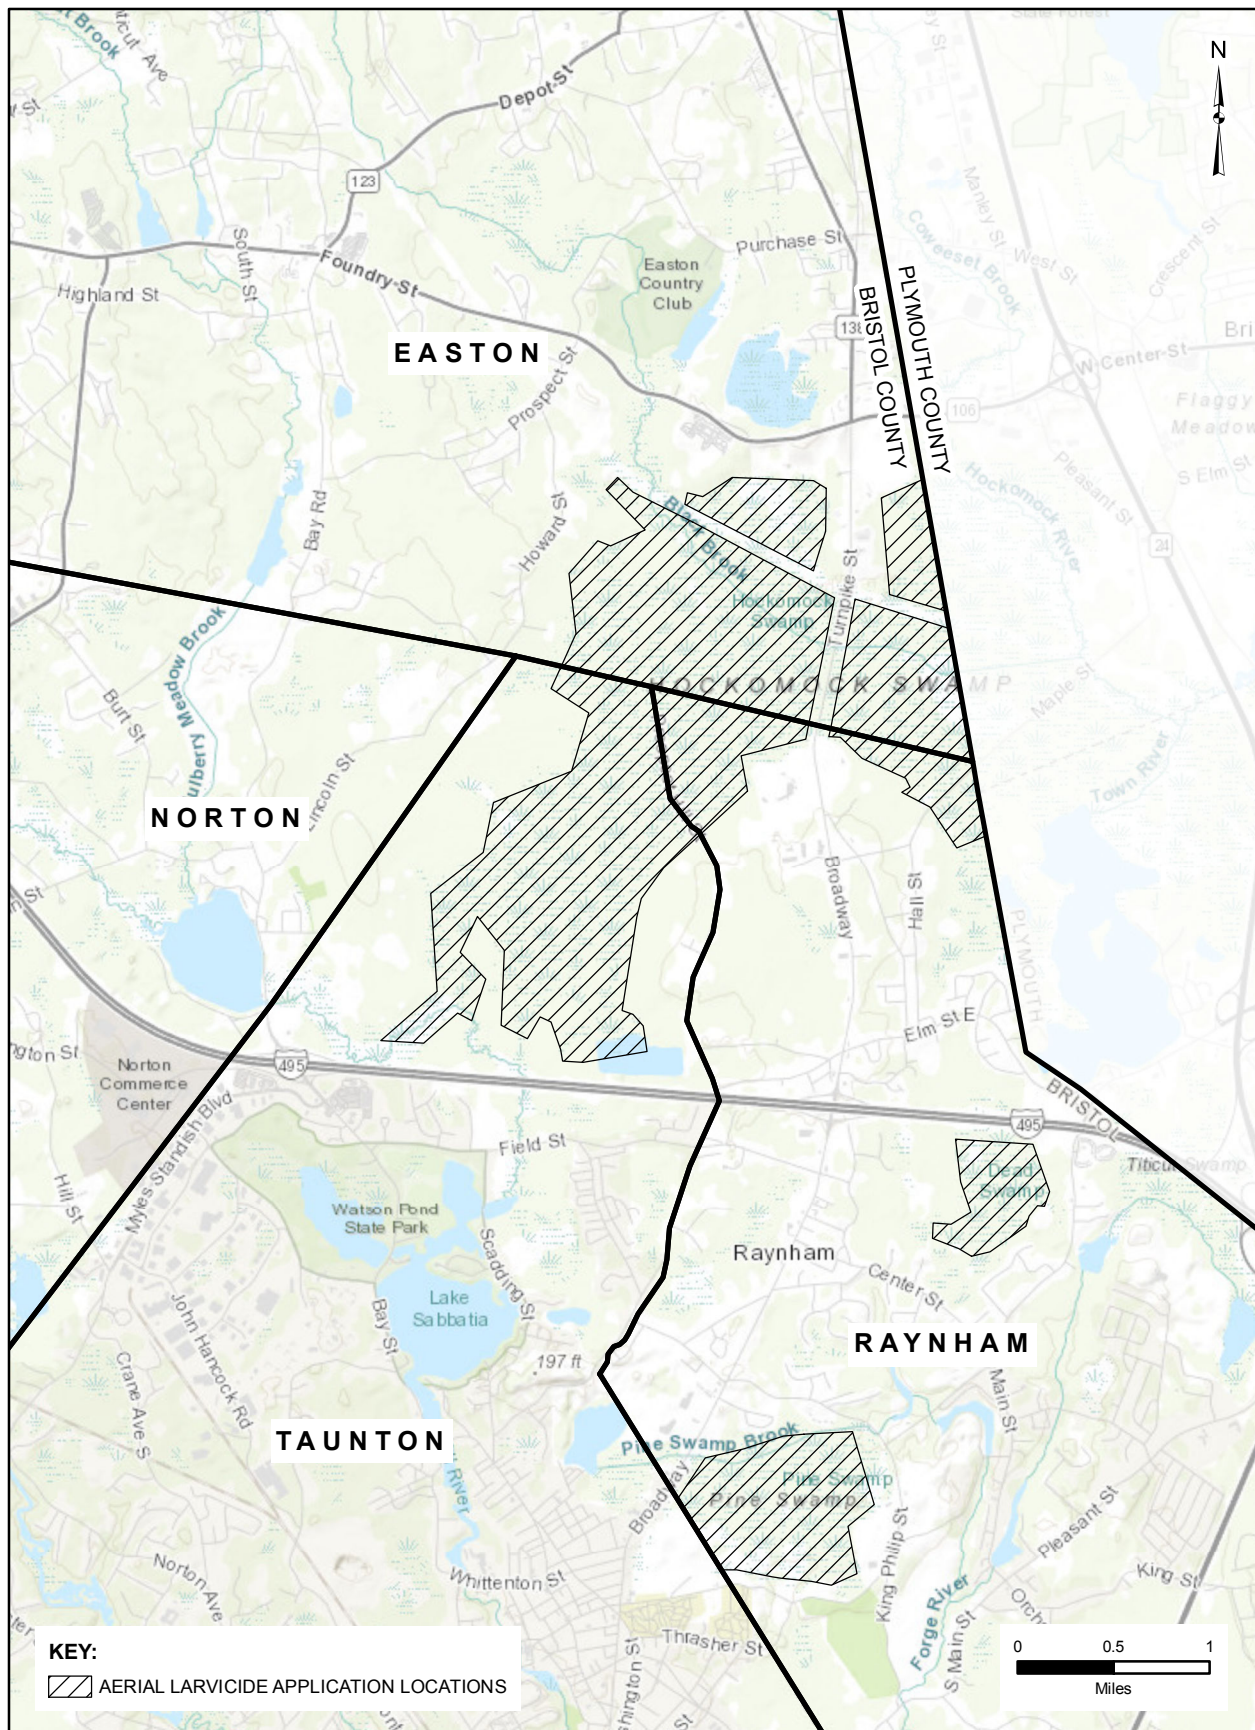 N
Depot St
123
South St
Foundry St
Highland St
Purchase St
Easton
Country
Club
138
PLYMOUTH COUNTY
BRISTOL COUNTY
Manley St
West St
Crescent St
Coweeset Brook
W Center St
106
Flaggy
Meadow
S Elm St
Pleasant St
Hockomock River
24
EASTON
Prospect St
Bay Rd
Howard St
Black Brook
Hockomock
Swamp
Turnpike St
HOCKOMOCK SWAMP
Maple St
Town River
Burt St
Lincoln St
NORTON
Broadway
Hall St
PLYMOUTH
Elm St E
BRISTOL
495
495
Norton
Commerce
Center
Myles Standish Blvd
Hill St
Field St
Dead
Swamp
Titicut Swamp
Watson Pond
State Park
Scadding St
Raynham
Center St
Lake
Sabbatia
Bay St
John Hancock Rd
Crane Ave S
197 ft
RAYNHAM
Main St
TAUNTON
River
Pine Swamp Brook
Pine Swamp
Pine Swamp
Broadway
Pleasant St
King Philip St
King St
Norton Ave
Whittenton St
Forge River
S Main St
Thrasher St
KEY:
AERIAL LARVICIDE APPLICATION LOCATIONS
0 0.5 1
Miles